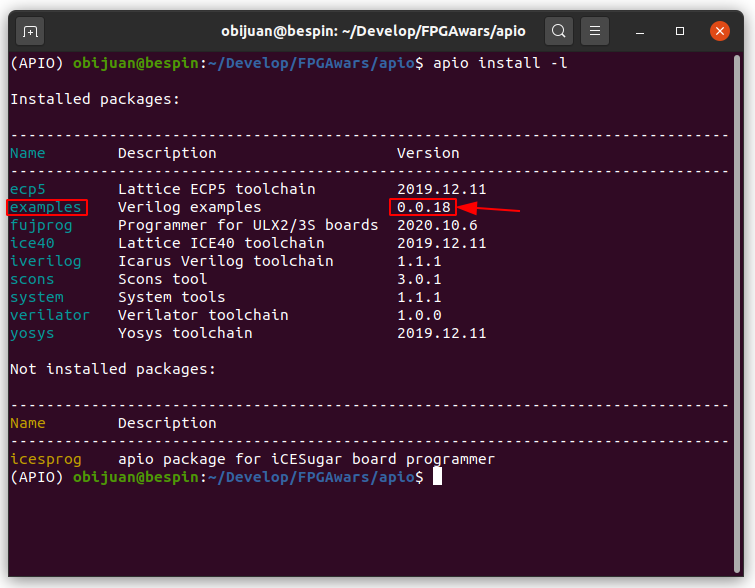 obijuan@bespin: ~/Develop/FPGAwars/apio
(APIO) obijuan@bespin:~/Develop/FPGAwars/apio$ apio install -l
Installed packages:
--------------------------------------------------------------------------------
Name Description Version
--------------------------------------------------------------------------------
ecp5 Lattice ECP5 toolchain 2019.12.11
examples Verilog examples 0.0.18
fujprog Programmer for ULX2/3S boards 2020.10.6
ice40 Lattice ICE40 toolchain 2019.12.11
iverilog Icarus Verilog toolchain 1.1.1
scons Scons tool 3.0.1
system System tools 1.1.1
verilator Verilator toolchain 1.0.0
yosys Yosys toolchain 2019.12.11
Not installed packages:
--------------------------------------------------------------------------------
Name Description
--------------------------------------------------------------------------------
icesprog apio package for iCESugar board programmer
(APIO) obijuan@bespin:~/Develop/FPGAwars/apio$